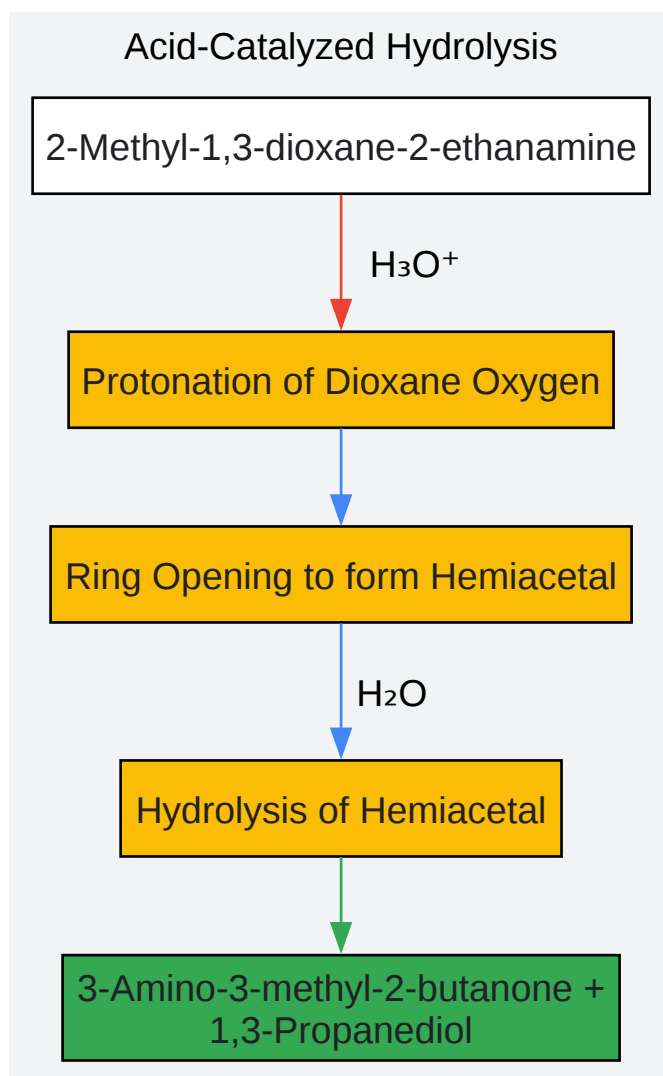 Acid-Catalyzed Hydrolysis
2-Methyl-1,3-dioxane-2-ethanamine
H₃O⁺
Protonation of Dioxane Oxygen
Ring Opening to form Hemiacetal
H₂O
Hydrolysis of Hemiacetal
3-Amino-3-methyl-2-butanone +
1,3-Propanediol